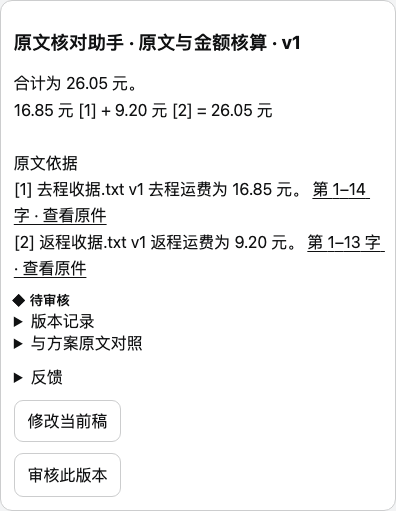 原文核对助手 · 原文与金额核算 · v1
合计为 26.05 元。
16.85 元 [1] + 9.20 元 [2] = 26.05 元
原文依据
[1] 去程收据.txt v1 去程运费为 16.85 元。 第 1–14
字 · 查看原件
[2] 返程收据.txt v1 返程运费为 9.20 元。 第 1–13 字
· 查看原件
◆ 待审核
▶ 版本记录
▶ 与方案原文对照
▶ 反馈
修改当前稿
审核此版本